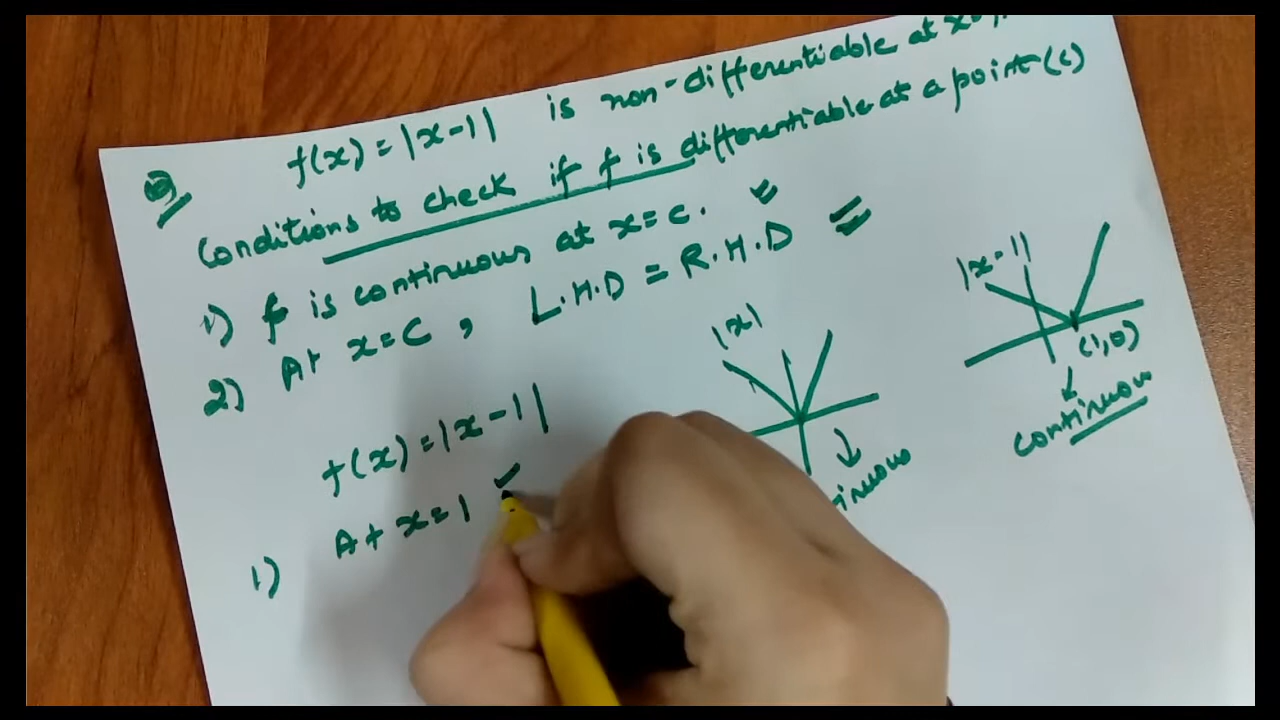 f(x) = |x-1| is non-differentiable at
Conditions to check if f is differentiable at a point (c)
1) f is continuous at x=c.
2) At x=c, L.H.D = R.H.D
|x|
|x-1|
(1,0)
continuous
f(x) = |x-1|
1) At x=1